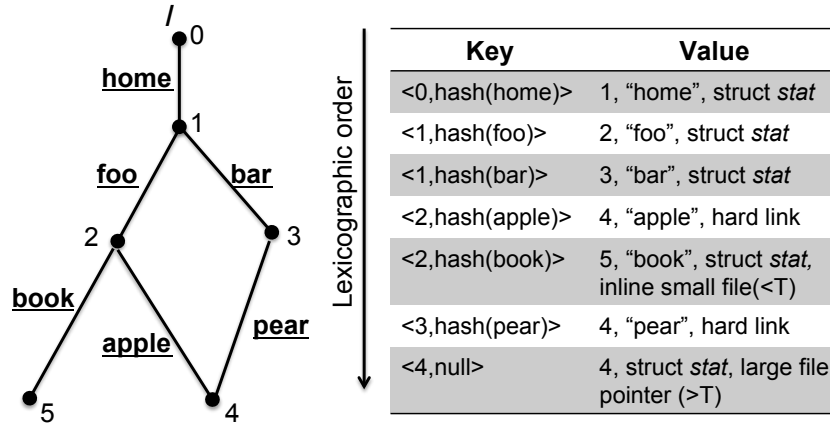 /
0
home
1
foo
bar
2
3
book
apple
pear
5
4
Lexicographic order
Key Value
<0,hash(home)> 1, “home”, struct stat
<1,hash(foo)> 2, “foo”, struct stat
<1,hash(bar)> 3, “bar”, struct stat
<2,hash(apple)> 4, “apple”, hard link
<2,hash(book)> 5, “book”, struct stat,
inline small file(<T)
<3,hash(pear)> 4, “pear”, hard link
<4,null> 4, struct stat, large file
pointer (>T)